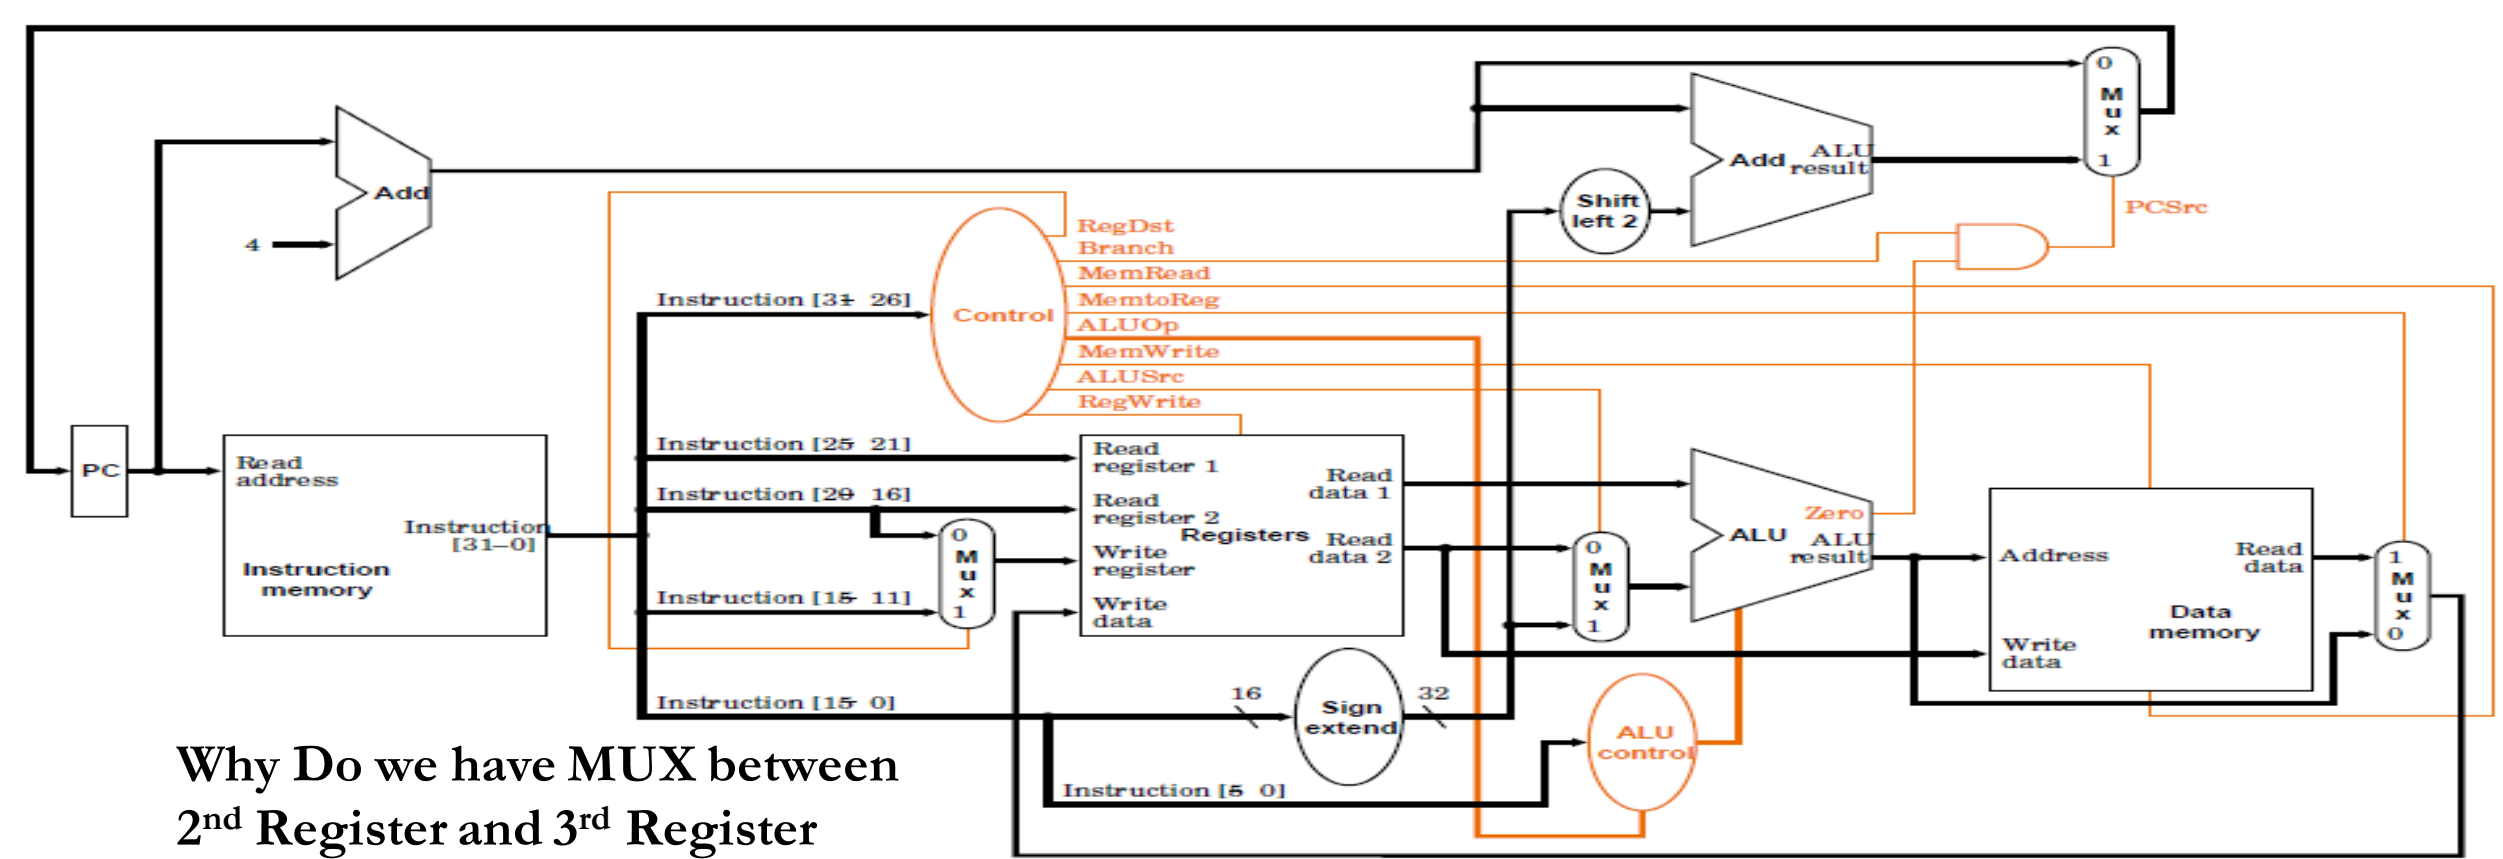 0
M
u
x
1
Add
ALU
result
Add
Shift
left 2
PCSrc
4
RegDst
Branch
MemRead
MemtoReg
ALUOp
MemWrite
ALUSrc
RegWrite
Control
Instruction [31 26]
PC
Read
address
Instruction
[31–0]
Instruction
memory
Instruction [25 21]
Instruction [20 16]
0
M
u
x
1
Instruction [15 11]
Instruction [15 0]
Read
register 1
Read
register 2
Write
register
Write
data
Registers
Read
data 1
Read
data 2
0
M
u
x
1
Zero
ALU
ALU
result
Address
Read
data
Data
memory
Write
data
1
M
u
x
0
16
Sign
extend
32
ALU
control
Instruction [5 0]
Why Do we have MUX between
2nd Register and 3rd Register